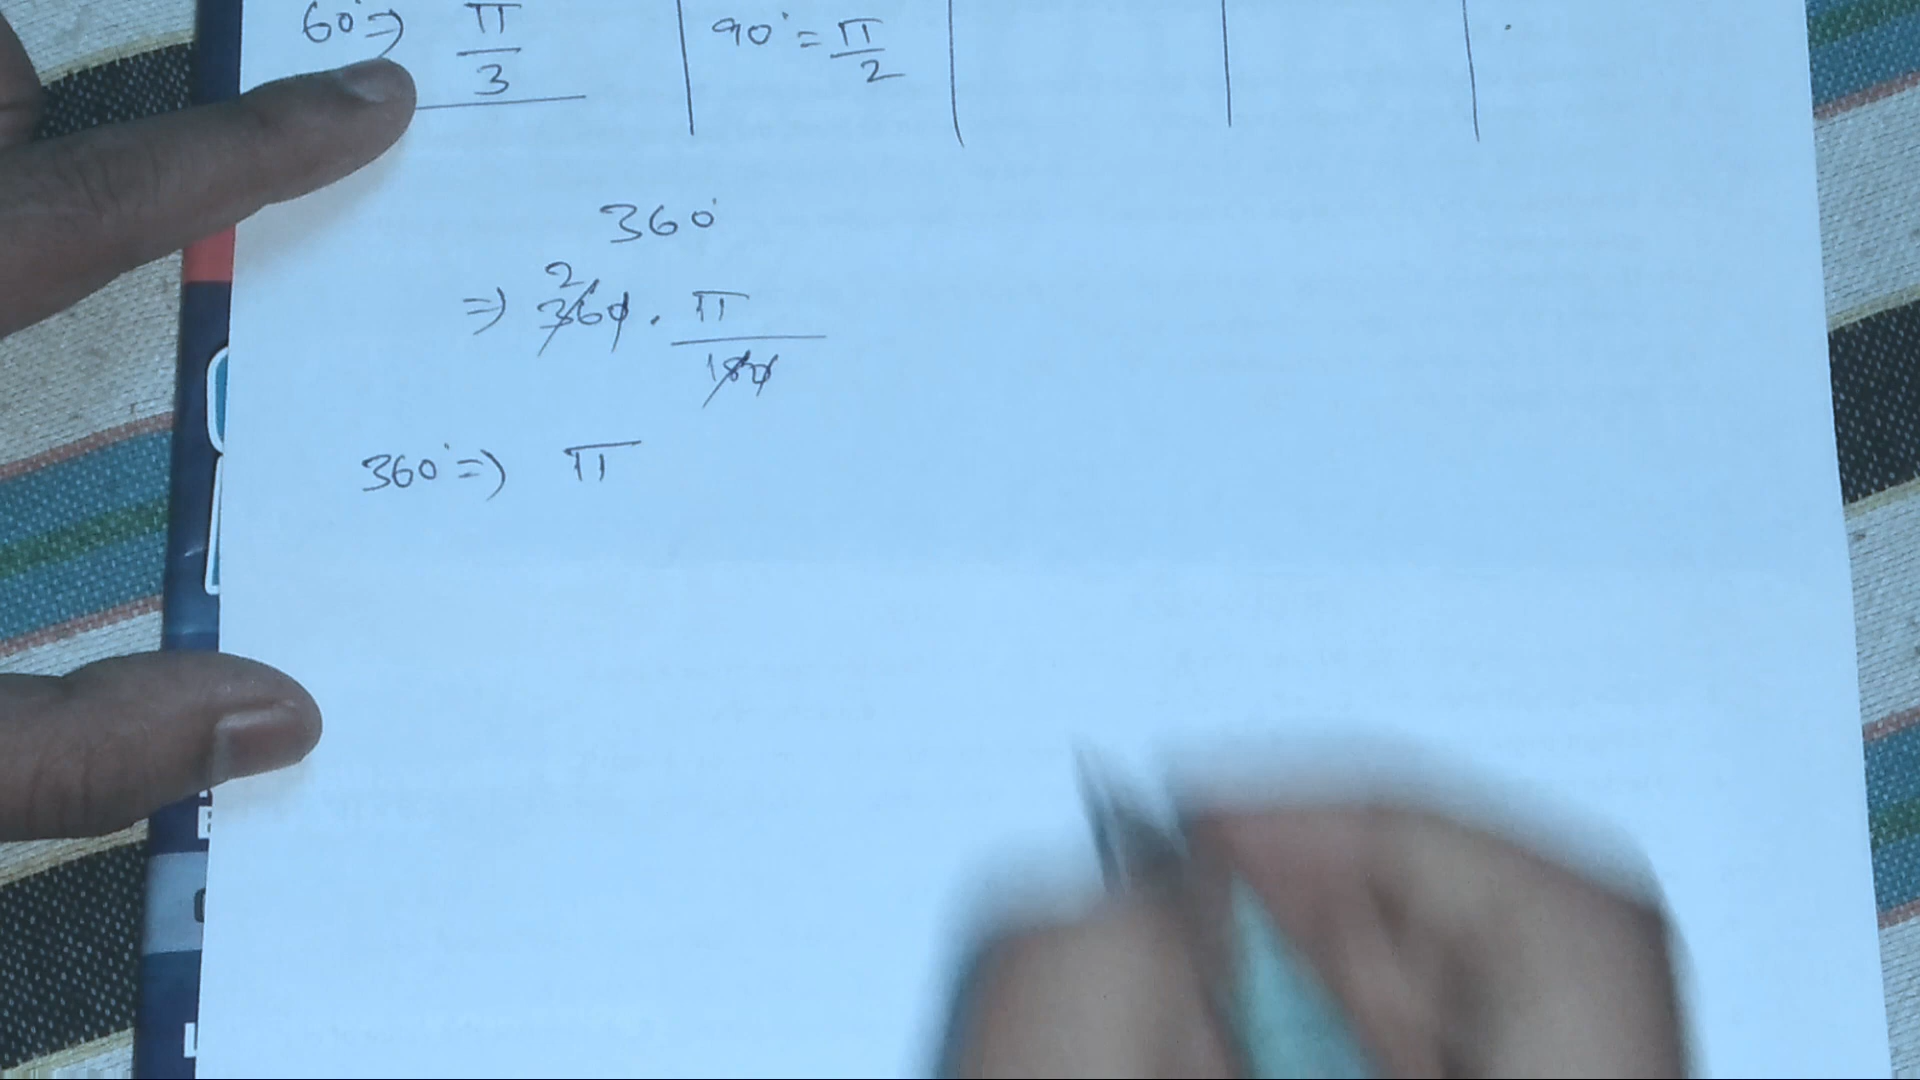 60° => π/3
90° = π/2
360°
=> 360 2 . π/180
360° => π